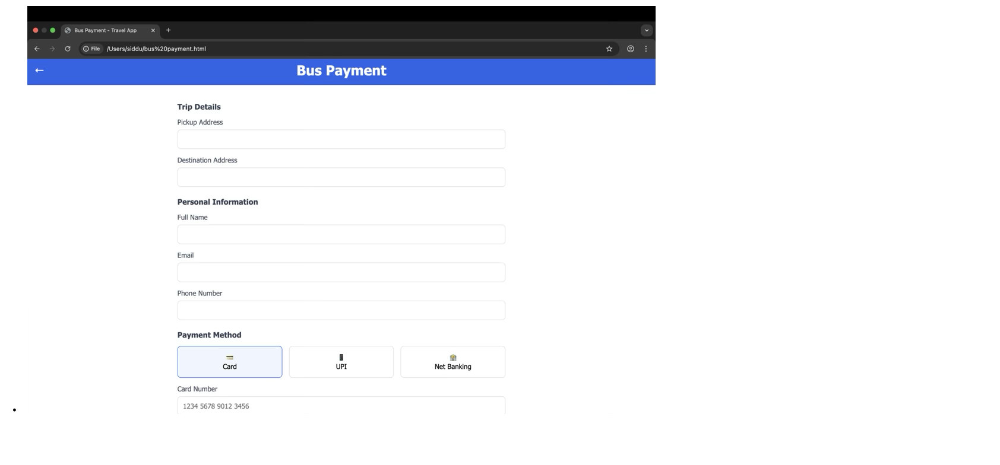 Bus Payment - Travel App
File /Users/siddu/bus%20payment.html
Bus Payment
Trip Details
Pickup Address
Destination Address
Personal Information
Full Name
Email
Phone Number
Payment Method
Card UPI Net Banking
Card Number
1234 5678 9012 3456